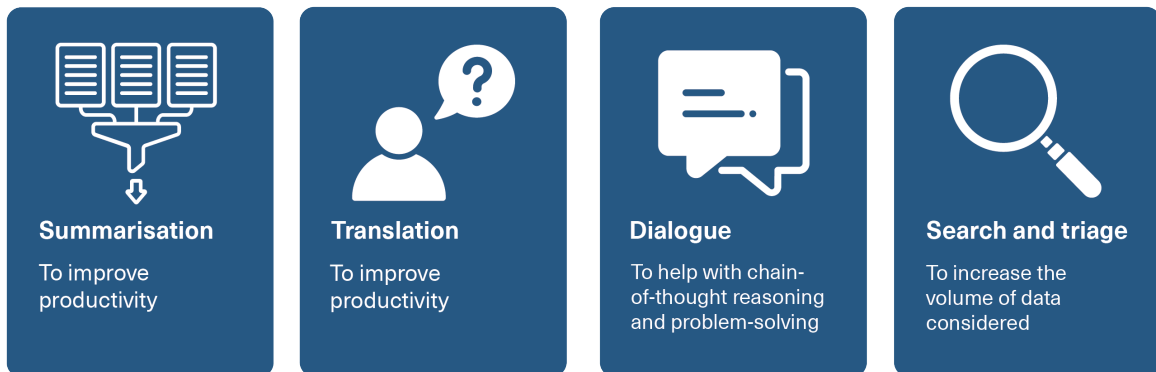 Summarisation
To improve
productivity
?
Translation
To improve
productivity
Dialogue
To help with chain-
of-thought reasoning
and problem-solving
Search and triage
To increase the
volume of data
considered